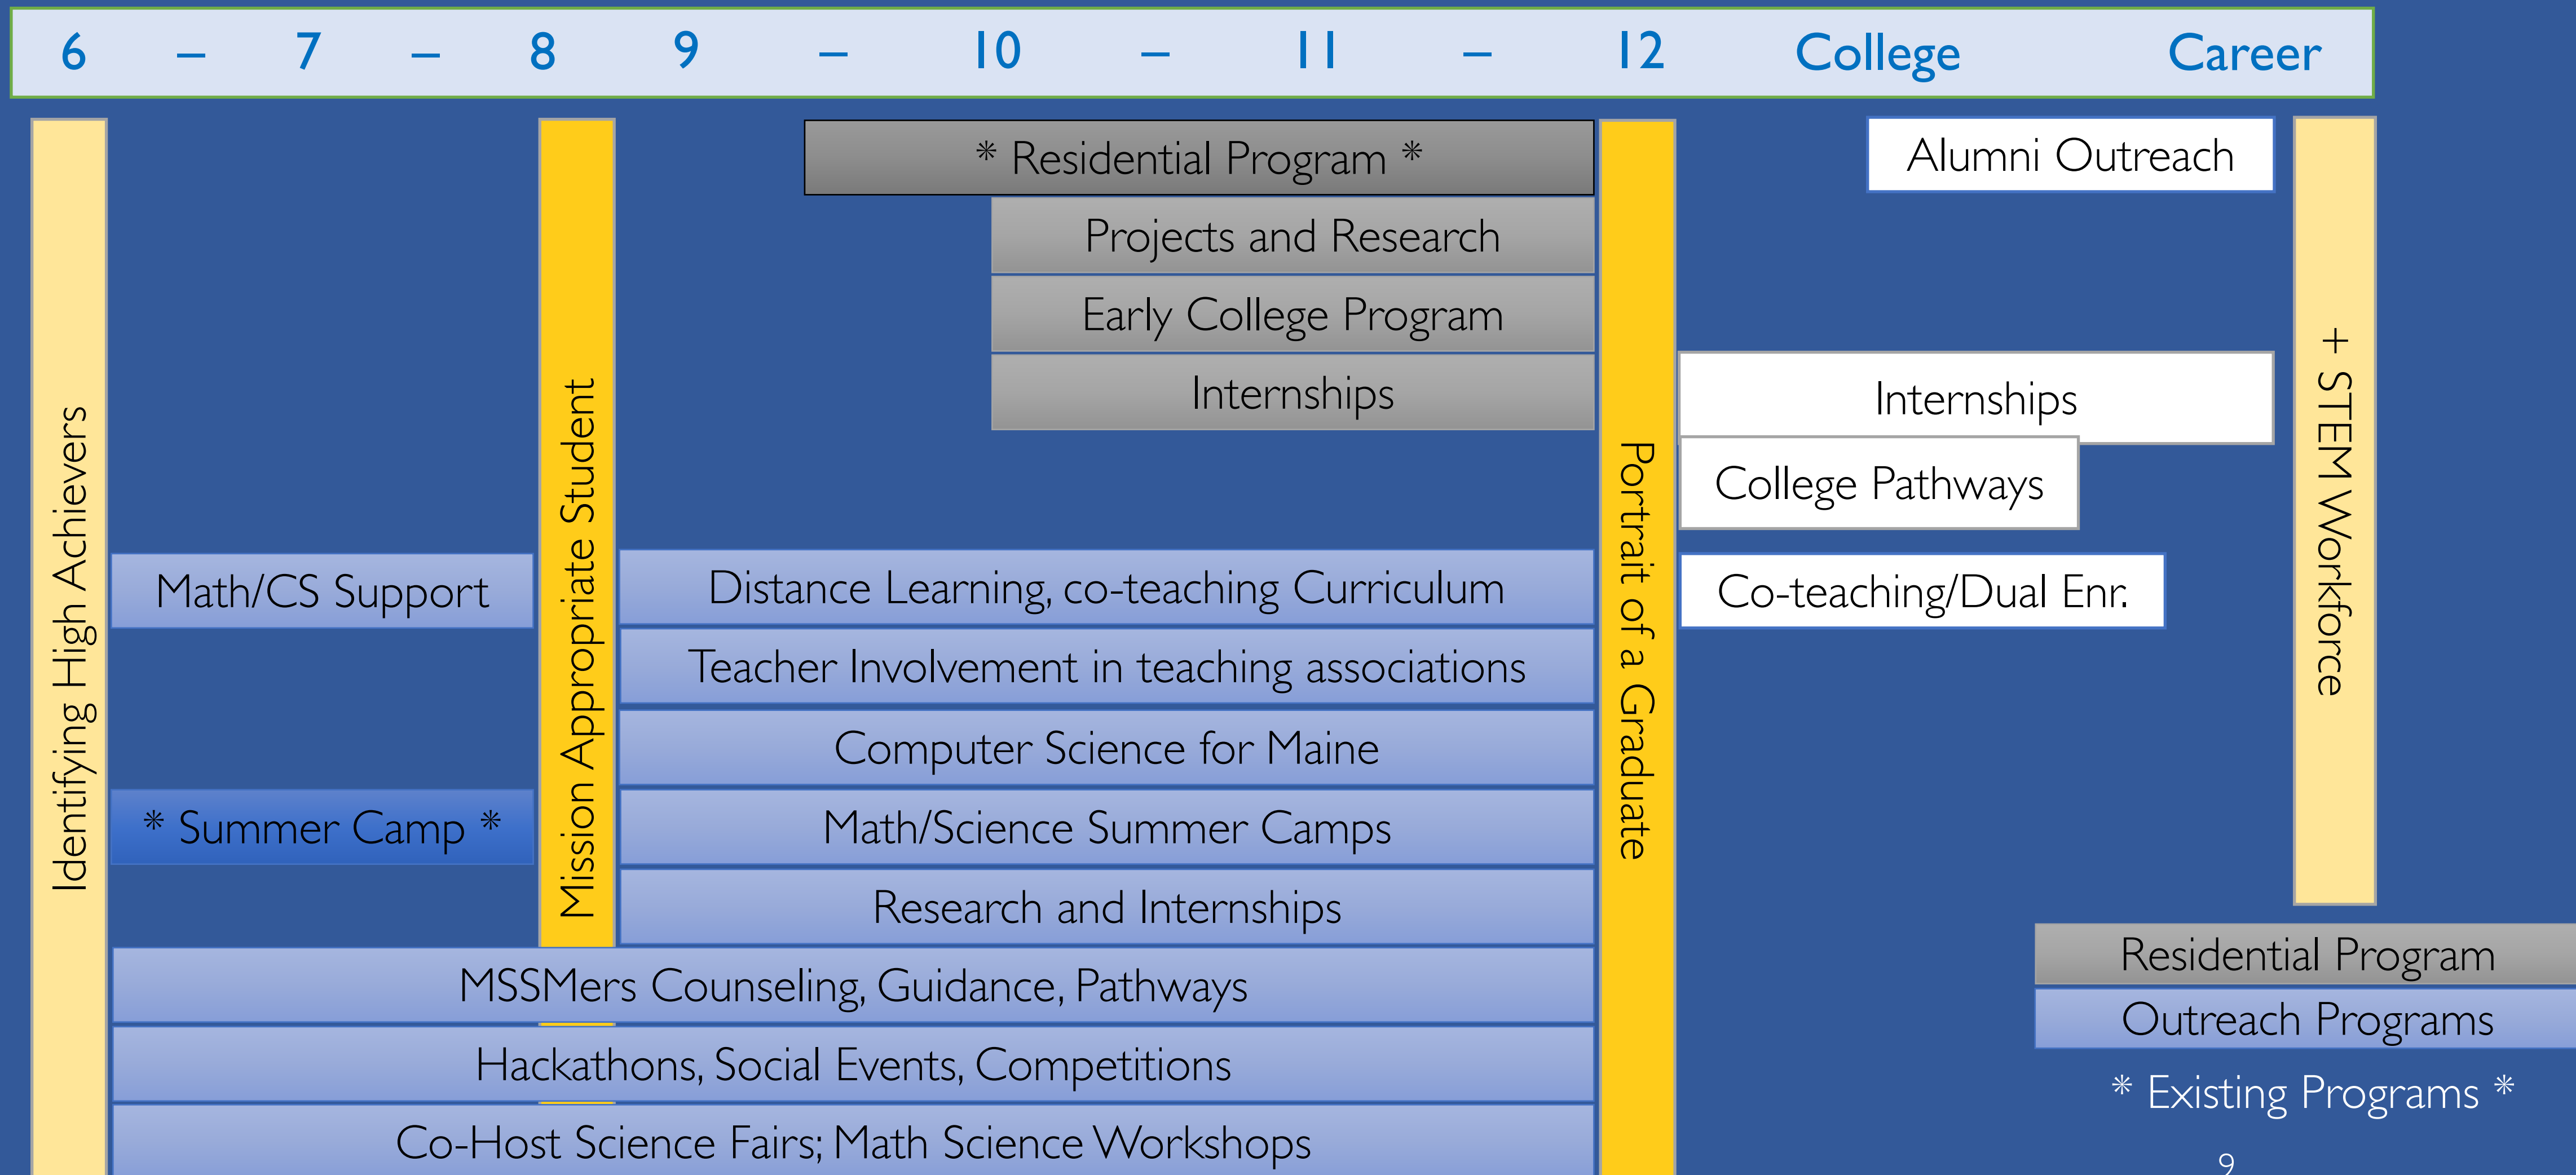 6 – 7 – 8 9 – 10 – 11 – 12 College Career
Identifying High Achievers
Mission Appropriate Student
Portrait of a Graduate
+ STEM Workforce
* Residential Program *
Alumni Outreach
Projects and Research
Early College Program
Internships
Internships
College Pathways
Math/CS Support
Distance Learning, co-teaching Curriculum
Co-teaching/Dual Enr.
Teacher Involvement in teaching associations
Computer Science for Maine
* Summer Camp *
Math/Science Summer Camps
Research and Internships
MSSMers Counseling, Guidance, Pathways
Hackathons, Social Events, Competitions
Co-Host Science Fairs; Math Science Workshops
Residential Program
Outreach Programs
* Existing Programs *
9